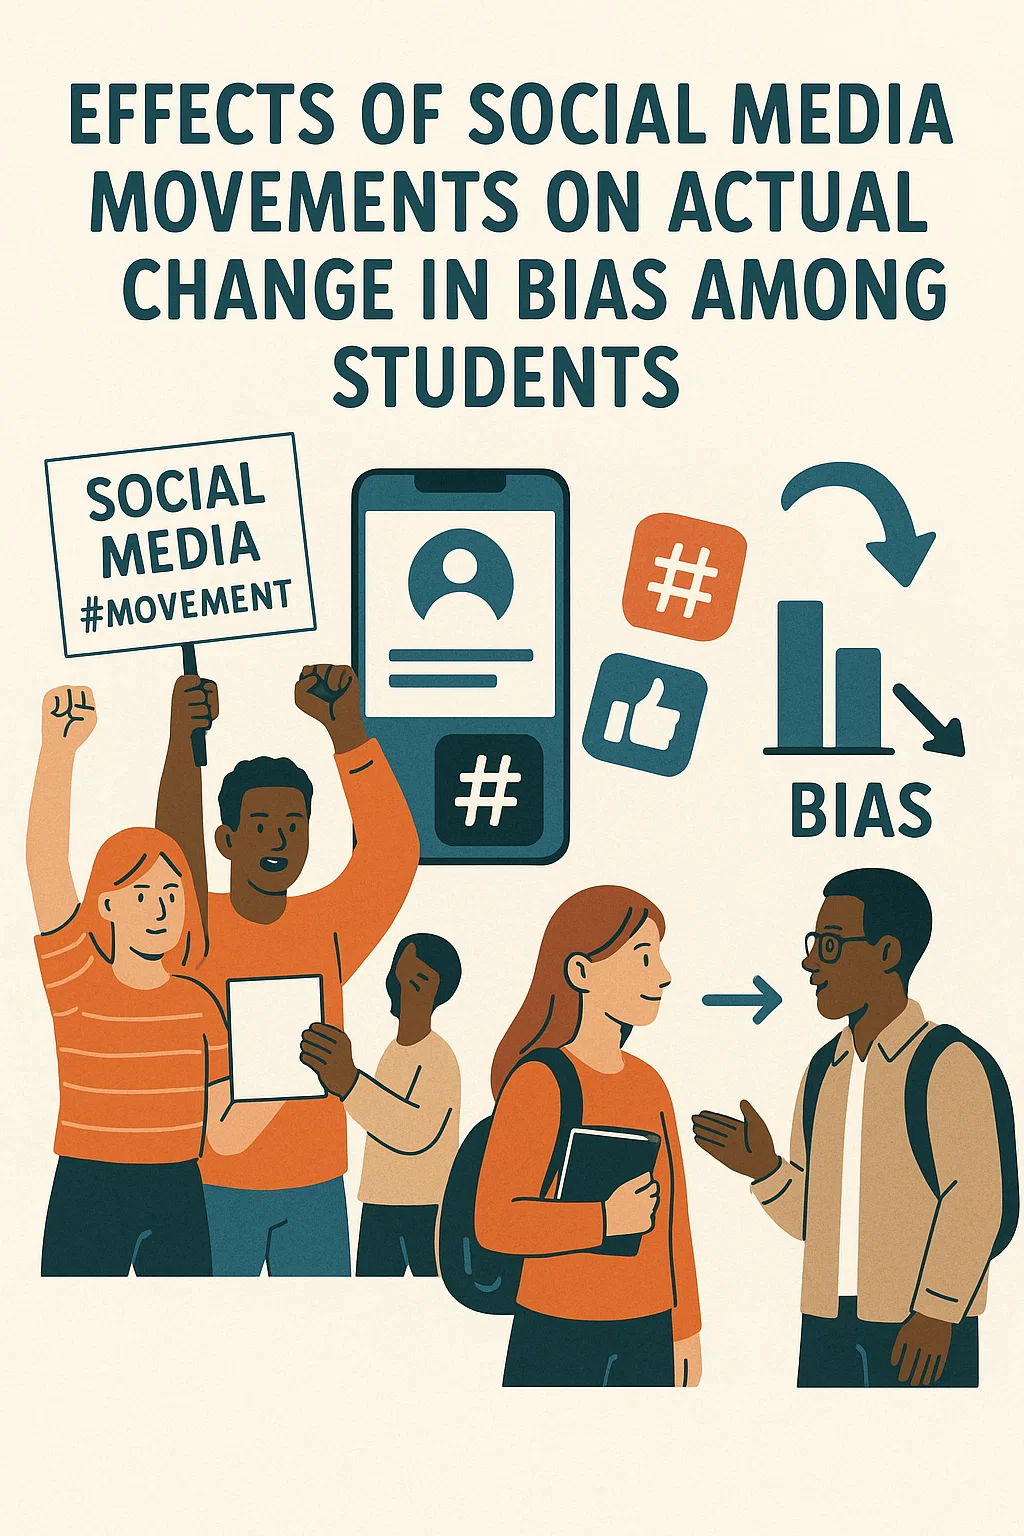 EFFECTS OF SOCIAL MEDIA
MOVEMENTS ON ACTUAL
CHANGE IN BIAS AMONG
STUDENTS
SOCIAL
MEDIA
#MOVEMENT
#
#
BIAS